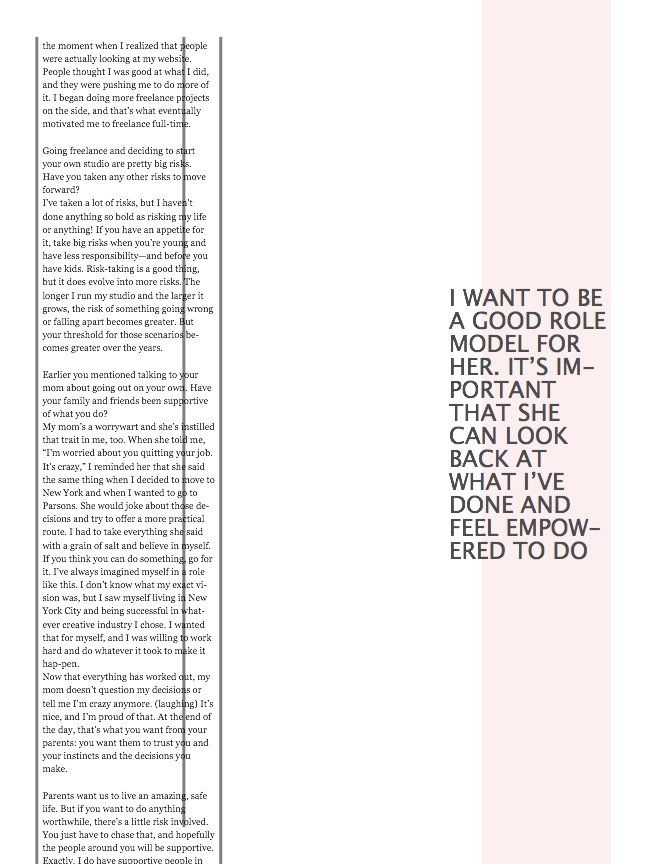 the moment when I realized that people
were actually looking at my website.
People thought I was good at what I did,
and they were pushing me to do more of
it. I began doing more freelance projects
on the side, and that’s what eventually
motivated me to freelance full-time.
Going freelance and deciding to start
your own studio are pretty big risks.
Have you taken any other risks to move
forward?
I’ve taken a lot of risks, but I haven’t
done anything so bold as risking my life
or anything! If you have an appetite for
it, take big risks when you’re young and
have less responsibility—and before you
have kids. Risk-taking is a good thing,
but it does evolve into more risks. The
longer I run my studio and the larger it
grows, the risk of something going wrong
or falling apart becomes greater. But
your threshold for those scenarios be-
comes greater over the years.
Earlier you mentioned talking to your
mom about going out on your own. Have
your family and friends been supportive
of what you do?
My mom’s a worrywart and she’s instilled
that trait in me, too. When she told me,
“I’m worried about you quitting your job.
It’s crazy,” I reminded her that she said
the same thing when I decided to move to
New York and when I wanted to go to
Parsons. She would joke about those de-
cisions and try to offer a more practical
route. I had to take everything she said
with a grain of salt and believe in myself.
If you think you can do something, go for
it. I’ve always imagined myself in a role
like this. I don’t know what my exact vi-
sion was, but I saw myself living in New
York City and being successful in what-
ever creative industry I chose. I wanted
that for myself, and I was willing to work
hard and do whatever it took to make it
hap-pen.
Now that everything has worked out, my
mom doesn’t question my decisions or
tell me I’m crazy anymore. (laughing) It’s
nice, and I’m proud of that. At the end of
the day, that’s what you want from your
parents: you want them to trust you and
your instincts and the decisions you
make.
Parents want us to live an amazing, safe
life. But if you want to do anything
worthwhile, there’s a little risk involved.
You just have to chase that, and hopefully
the people around you will be supportive.
Exactly. I do have supportive people in
I WANT TO BE
A GOOD ROLE
MODEL FOR
HER. IT’S IM–
PORTANT
THAT SHE
CAN LOOK
BACK AT
WHAT I’VE
DONE AND
FEEL EMPOW–
ERED TO DO